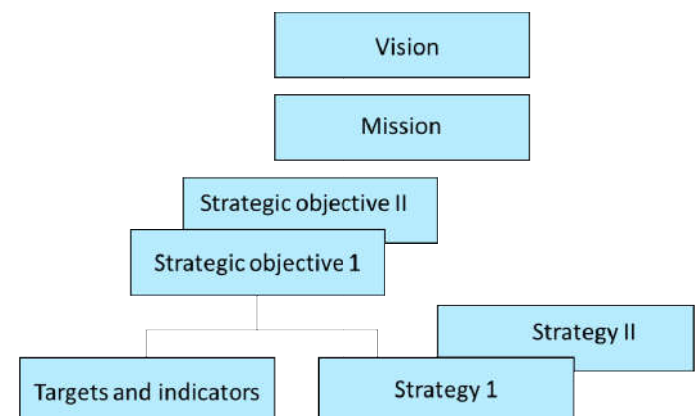 Vision
Mission
Strategic objective II
Strategic objective 1
Strategy II
Targets and indicators
Strategy 1